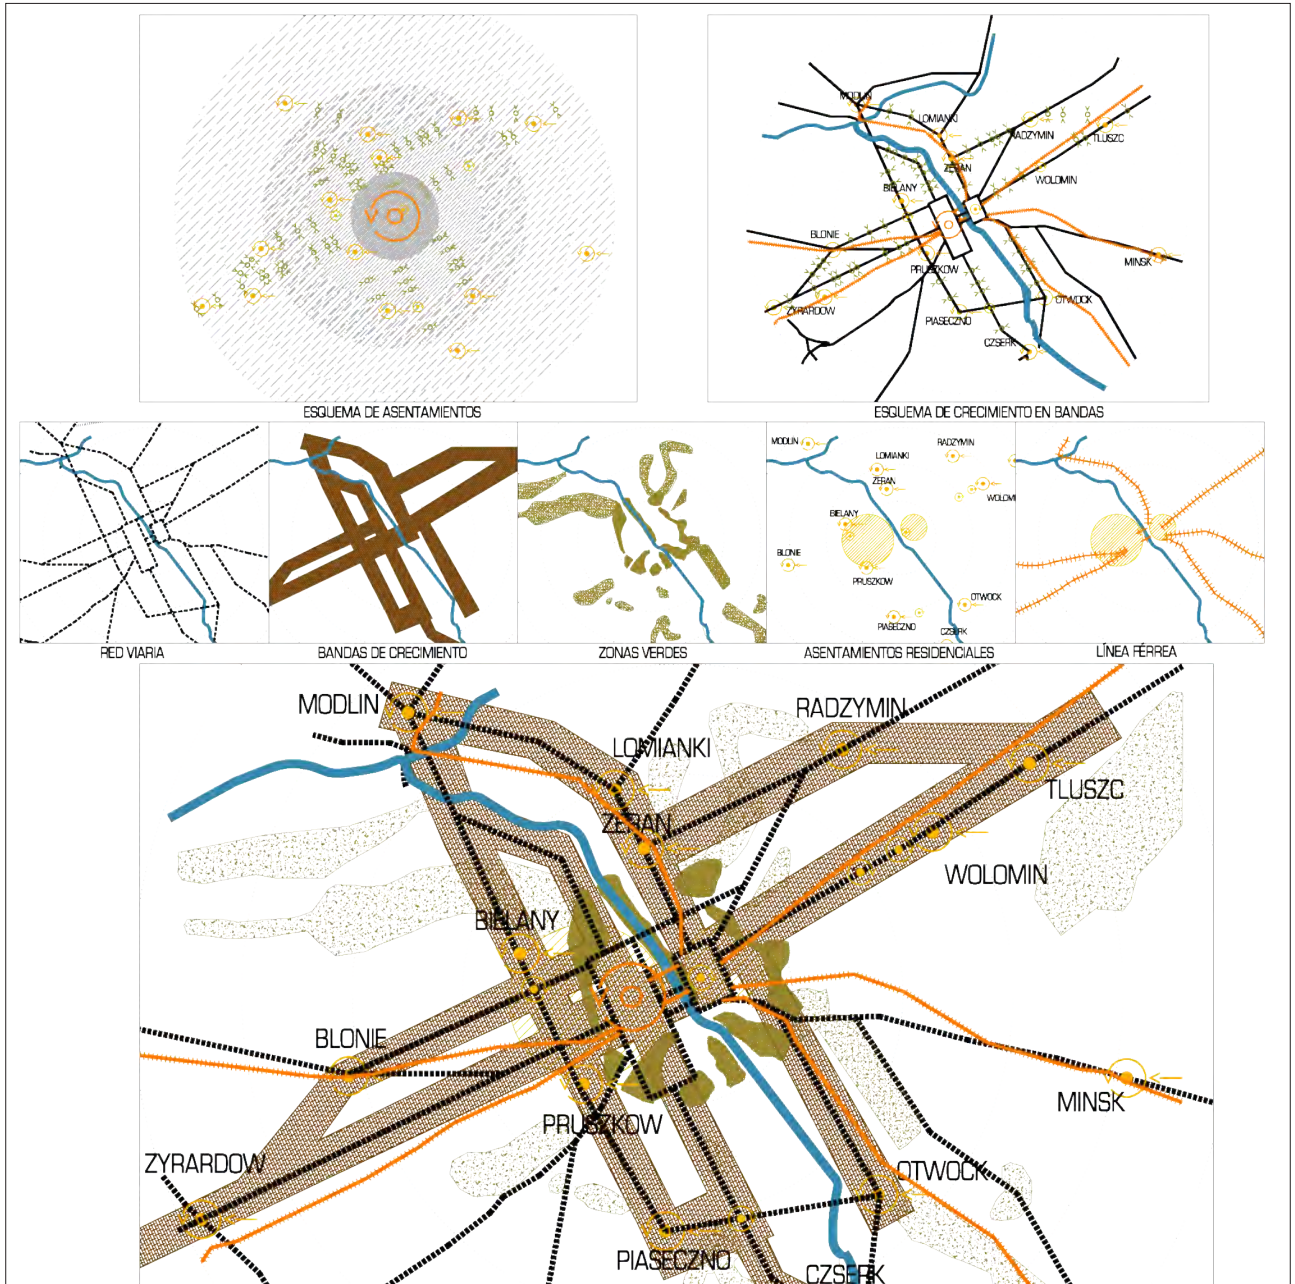 MODLIN
LOMIANKI
RADZYMIN
TLUSZC
ZERAN
WOLOMIN
BIELANY
BLONIE
MINSK
PRUSZKOW
ZYRARDOW
OTWOCK
PIASECZNO
CZSERK
ESQUEMA DE ASENTAMIENTOS
ESQUEMA DE CRECIMIENTO EN BANDAS
MODLIN
RADZYMIN
LOMIANKI
ZERAN
WOLOMI
BIELANY
BLONIE
PRUSZKOW
OTWOCK
PIASECZNO
CZSERK
RED VIARIA
BANDAS DE CRECIMIENTO
ZONAS VERDES
ASENTAMIENTOS RESIDENCIALES
LÍNEA FÉRREA
MODLIN
RADZYMIN
LOMIANKI
TLUSZC
ZERAN
WOLOMIN
BIELANY
BLONIE
MINSK
PRUSZKOW
ZYRARDOW
OTWOCK
PIASECZNO
CZSERK